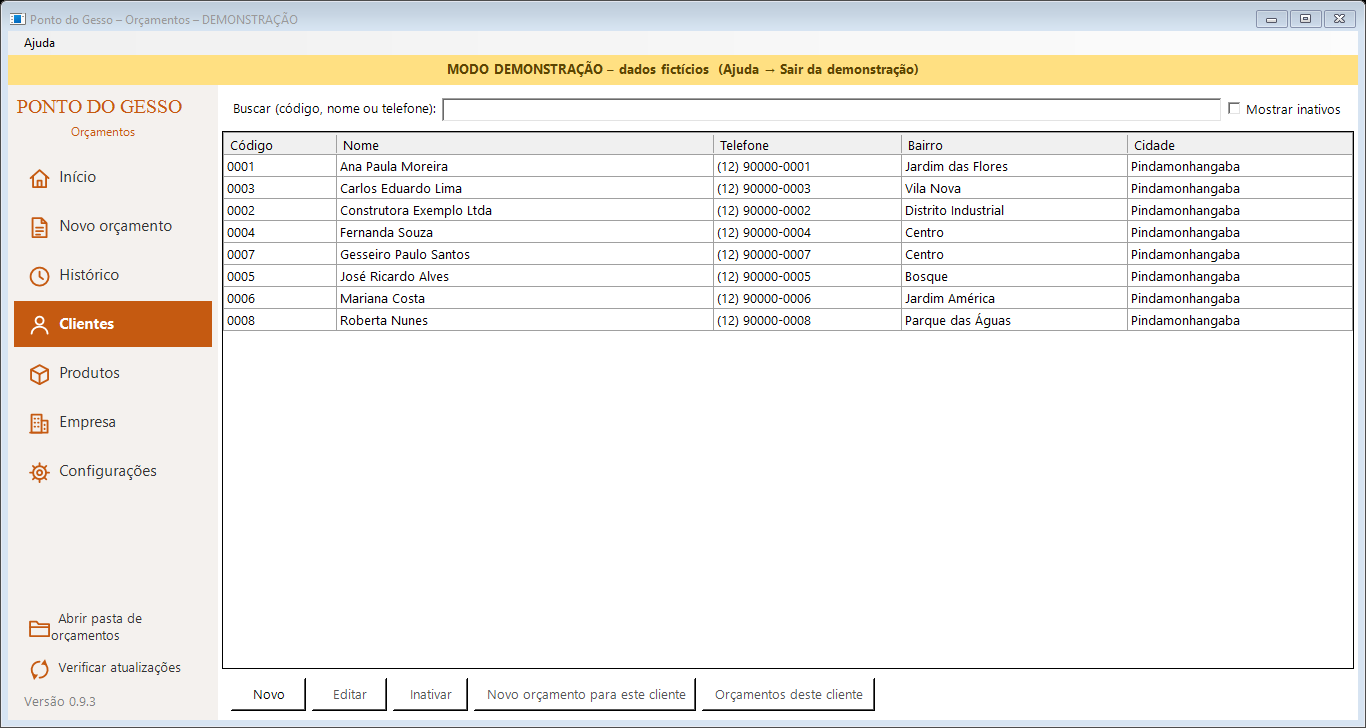 Ponto do Gesso – Orçamentos – DEMONSTRAÇÃO
Ajuda
MODO DEMONSTRAÇÃO – dados fictícios (Ajuda → Sair da demonstração)
PONTO DO GESSO
Orçamentos
Início
Novo orçamento
Histórico
Clientes
Produtos
Empresa
Configurações
Abrir pasta de
orçamentos
Verificar atualizações
Versão 0.9.3
Buscar (código, nome ou telefone): Mostrar inativos
Código Nome Telefone Bairro Cidade
0001 Ana Paula Moreira (12) 90000-0001 Jardim das Flores Pindamonhangaba
0003 Carlos Eduardo Lima (12) 90000-0003 Vila Nova Pindamonhangaba
0002 Construtora Exemplo Ltda (12) 90000-0002 Distrito Industrial Pindamonhangaba
0004 Fernanda Souza (12) 90000-0004 Centro Pindamonhangaba
0007 Gesseiro Paulo Santos (12) 90000-0007 Centro Pindamonhangaba
0005 José Ricardo Alves (12) 90000-0005 Bosque Pindamonhangaba
0006 Mariana Costa (12) 90000-0006 Jardim América Pindamonhangaba
0008 Roberta Nunes (12) 90000-0008 Parque das Águas Pindamonhangaba
Novo Editar Inativar Novo orçamento para este cliente Orçamentos deste cliente